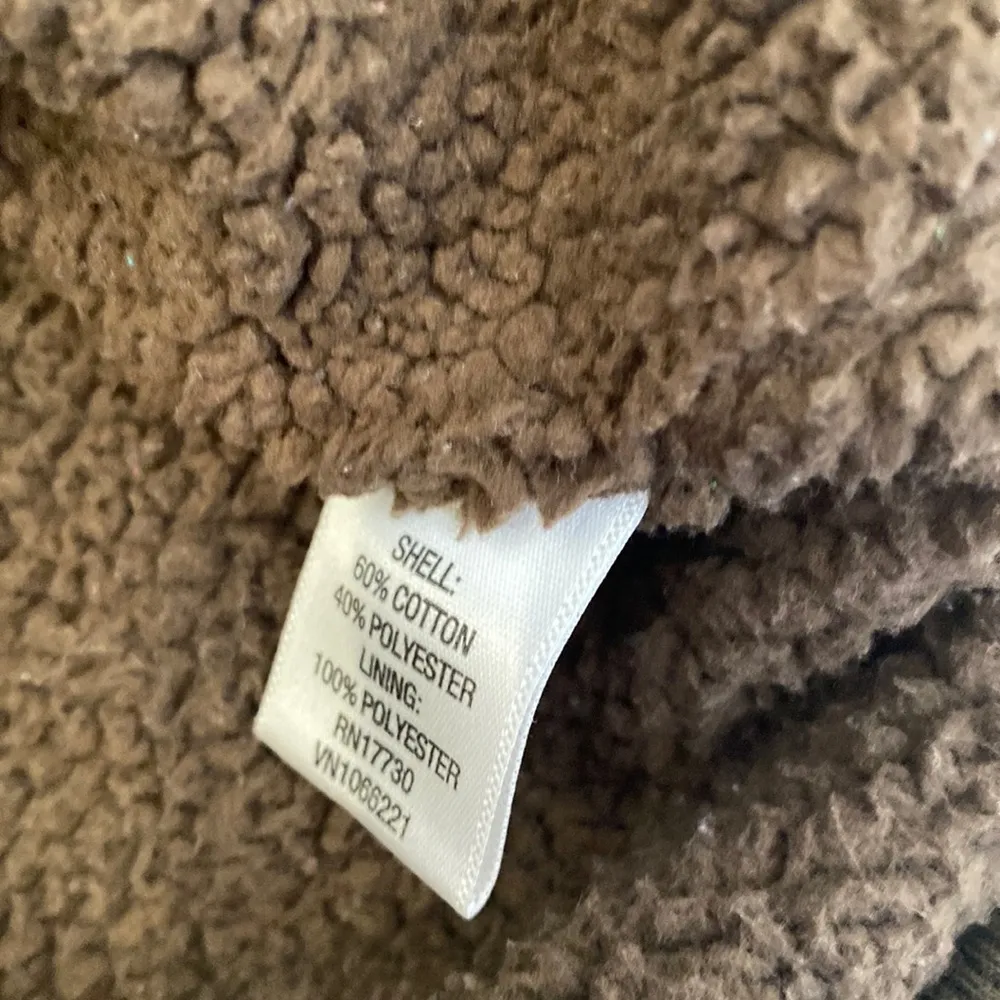 SHELL:
60% COTTON
40% POLYESTER
LINING:
100% POLYESTER
RN17730
VN1066221